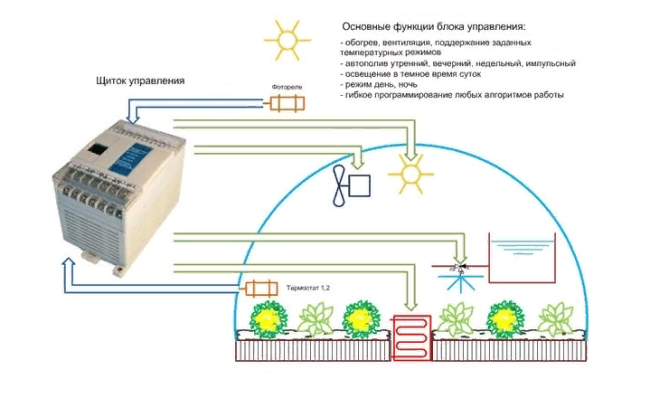 Основные функции блока управления:
- обогрев, вентиляция, поддержание заданных
температурных режимов
- автополив утренний, вечерний, недельный, импульсный
- освещение в темное время суток
- режим день, ночь
- гибкое программирование любых алгоритмов работы
Щиток управления
Фотореле
Термостат 1,2